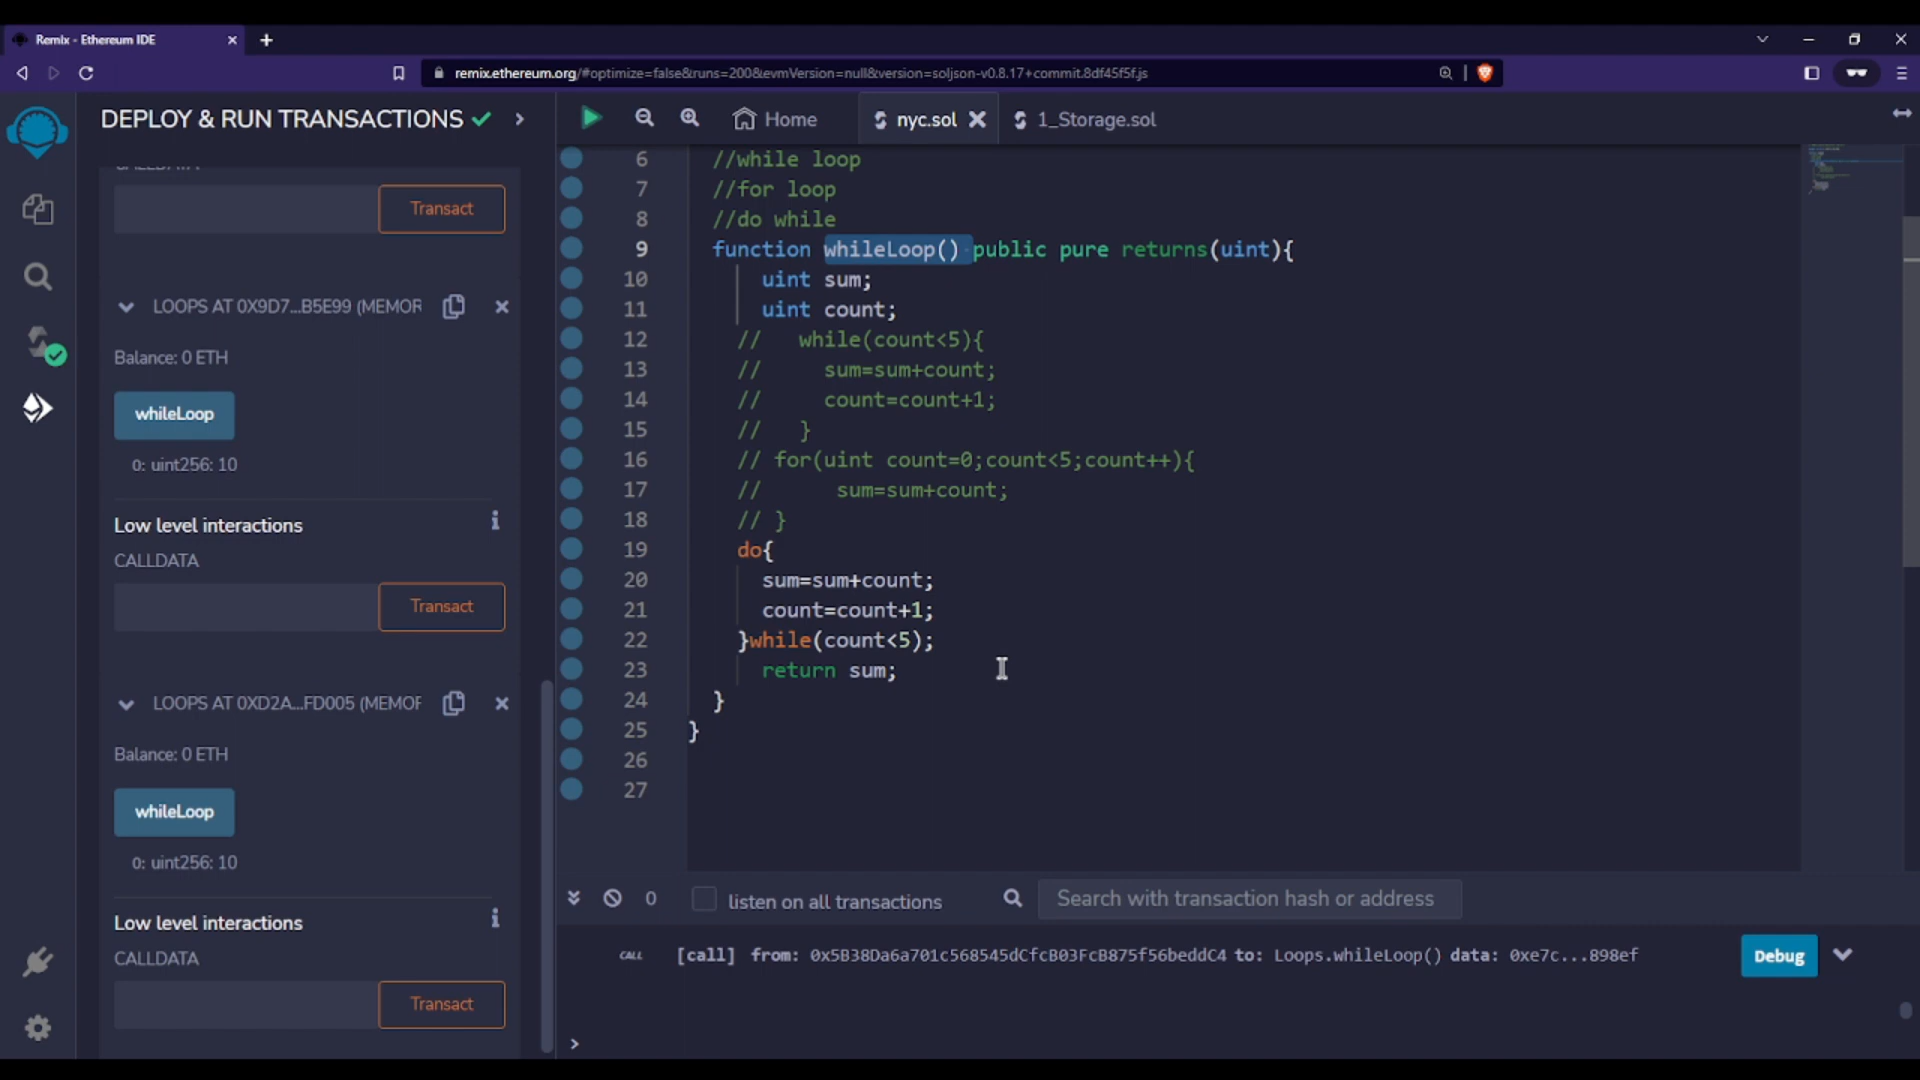 Remix - Ethereum IDE
remix.ethereum.org/#optimize=false&runs=200&evmVersion=null&version=soljson-v0.8.17+commit.8df45f5f.js
DEPLOY & RUN TRANSACTIONS
Home
nyc.sol
1_Storage.sol
CALLDATA
Transact
LOOPS AT 0X9D7...B5E99 (MEMOR
Balance: 0 ETH
whileLoop
0: uint256: 10
Low level interactions
CALLDATA
Transact
LOOPS AT 0XD2A...FD005 (MEMOR
Balance: 0 ETH
whileLoop
0: uint256: 10
Low level interactions
CALLDATA
Transact
6 //while loop
7 //for loop
8 //do while
9 function whileLoop() public pure returns(uint){
10 uint sum;
11 uint count;
12 // while(count<5){
13 // sum=sum+count;
14 // count=count+1;
15 // }
16 // for(uint count=0;count<5;count++){
17 // sum=sum+count;
18 // }
19 do{
20 sum=sum+count;
21 count=count+1;
22 }while(count<5);
23 return sum;
24 }
25 }
26
27
0 listen on all transactions Search with transaction hash or address
CALL [call] from: 0x5B38Da6a701c568545dCfcB03FcB875f56beddC4 to: Loops.whileLoop() data: 0xe7c...898ef Debug
>